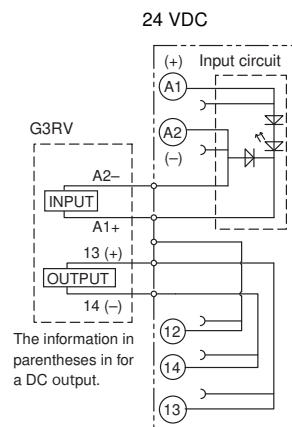 24 VDC
(+)
Input circuit
A1
G3RV
A2
(–)
A2–
INPUT
A1+
13 (+)
OUTPUT
14 (–)
12
The information in
parentheses in for
a DC output.
14
13